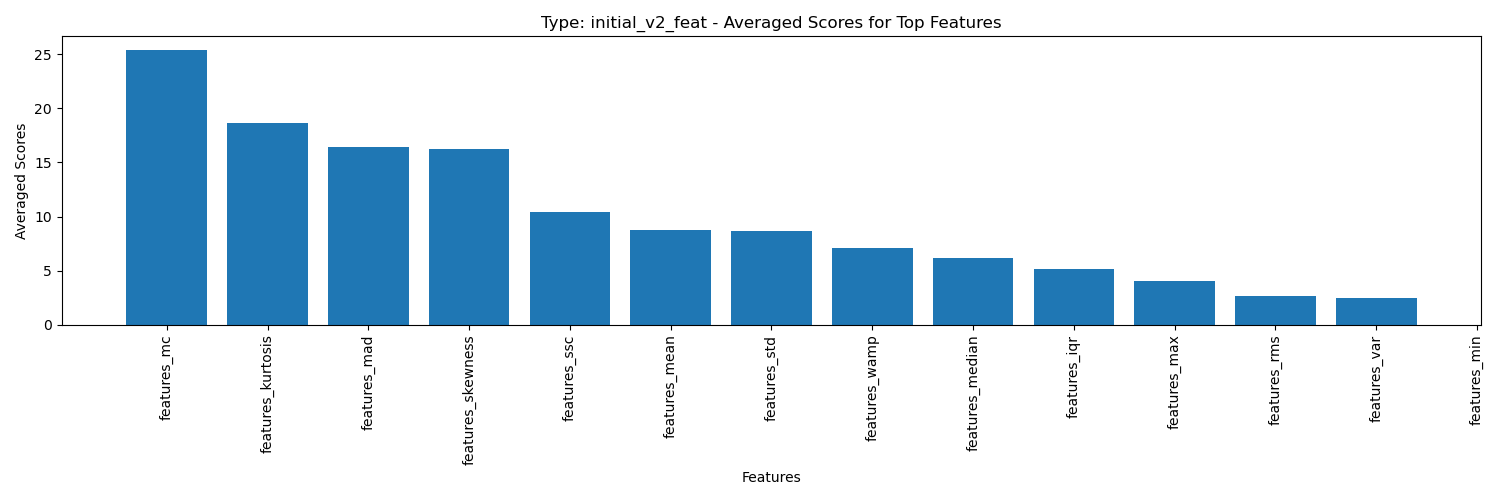 Type: initial_v2_feat - Averaged Scores for Top Features
Averaged Scores
25
20
15
10
5
0
features_mc
features_kurtosis
features_mad
features_skewness
features_ssc
features_mean
features_std
features_wamp
features_median
features_iqr
features_max
features_rms
features_var
features_min
Features